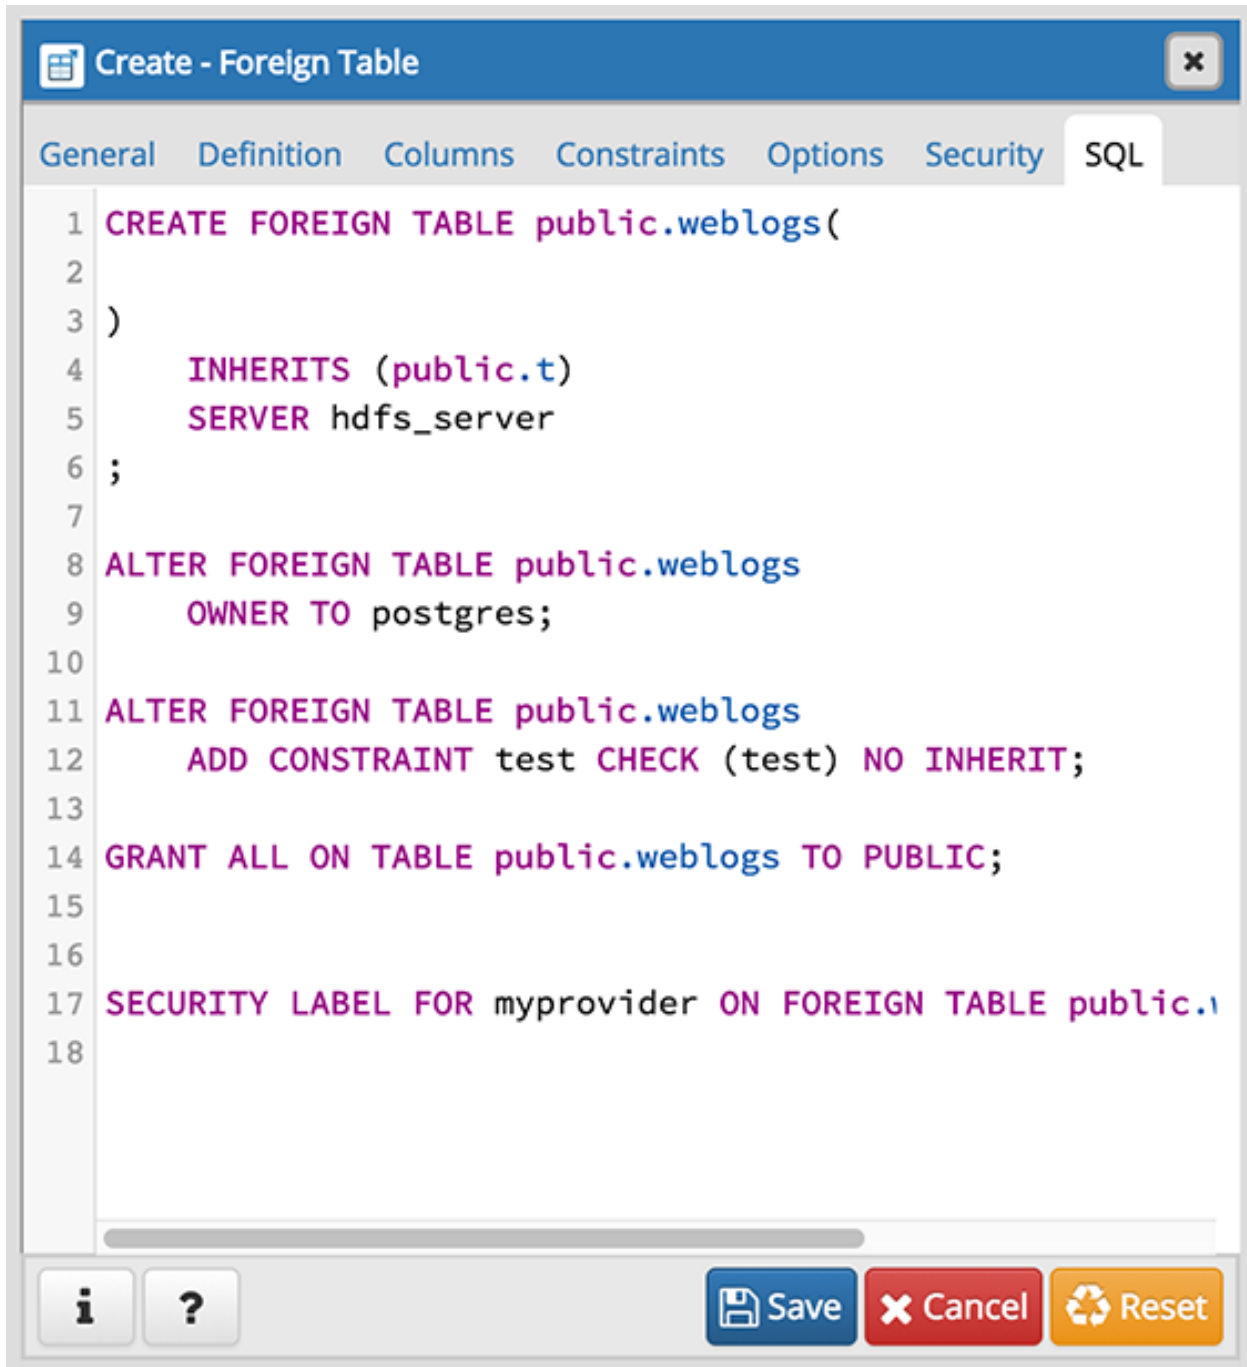 Create - Foreign Table
General Definition Columns Constraints Options Security SQL
1 CREATE FOREIGN TABLE public.weblogs(
2
3 )
4 INHERITS (public.t)
5 SERVER hdfs_server
6 ;
7
8 ALTER FOREIGN TABLE public.weblogs
9 OWNER TO postgres;
10
11 ALTER FOREIGN TABLE public.weblogs
12 ADD CONSTRAINT test CHECK (test) NO INHERIT;
13
14 GRANT ALL ON TABLE public.weblogs TO PUBLIC;
15
16
17 SECURITY LABEL FOR myprovider ON FOREIGN TABLE public.
18
i ? Save Cancel Reset